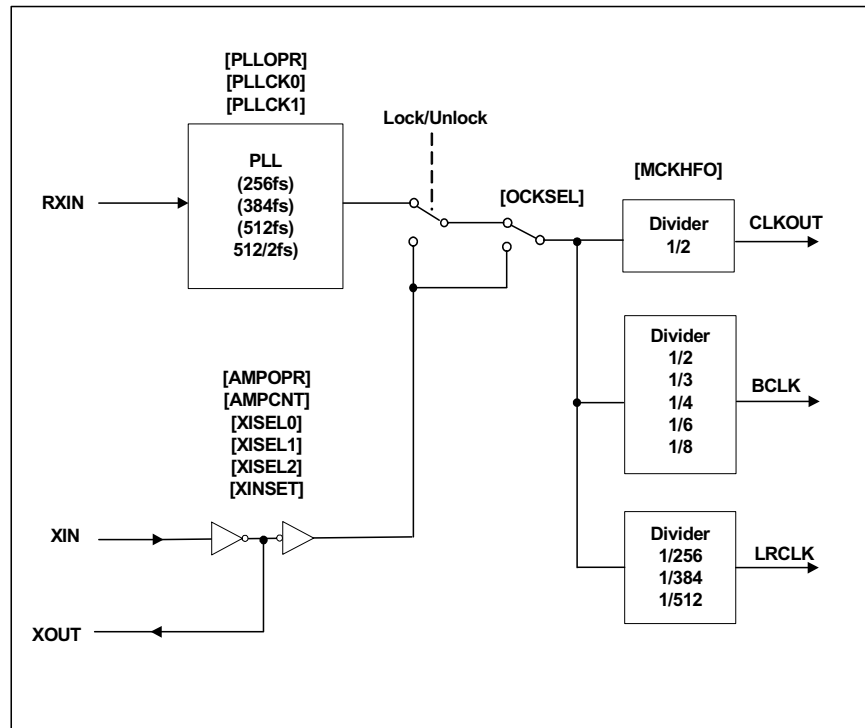 [PLLOPR]
[PLLCK0]
[PLLCK1]
Lock/Unlock
PLL
(256fs)
(384fs)
(512fs)
512/2fs)
RXIN
[OCKSEL]
[MCKHFO]
Divider
1/2
CLKOUT
[AMPOPR]
[AMPCNT]
[XISEL0]
[XISEL1]
[XISEL2]
[XINSET]
Divider
1/2
1/3
1/4
1/6
1/8
BCLK
XIN
XOUT
Divider
1/256
1/384
1/512
LRCLK